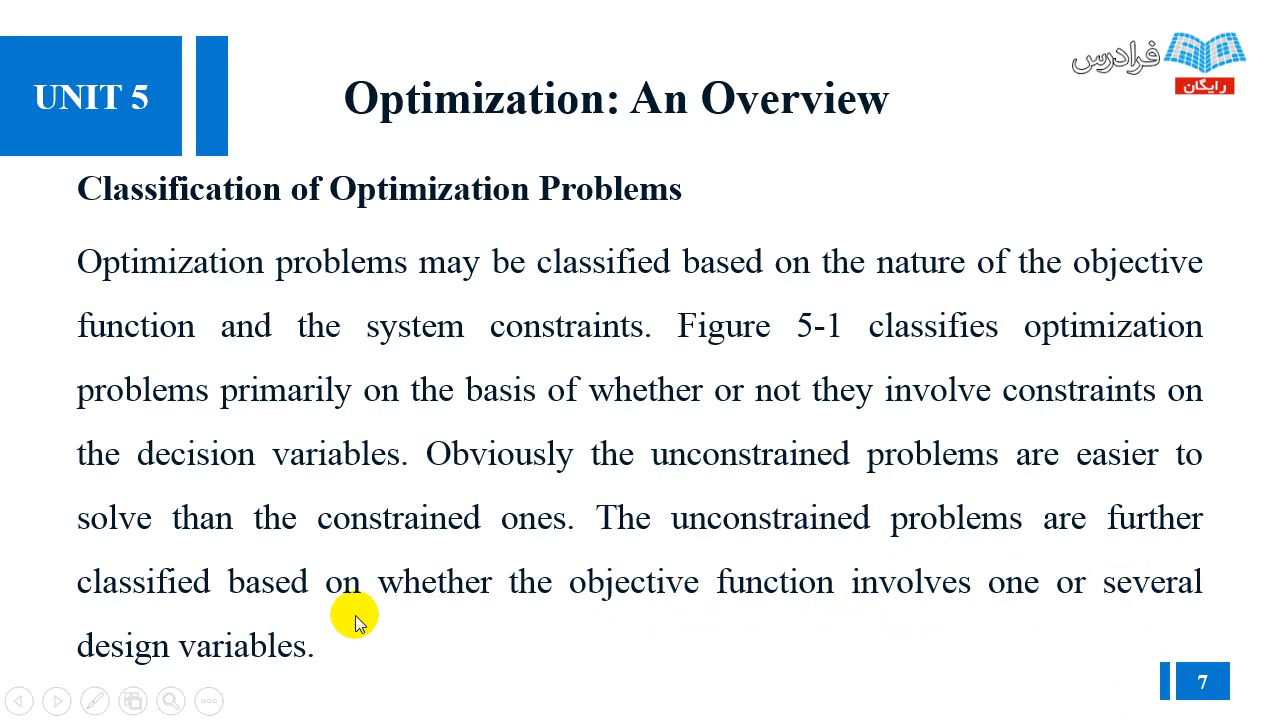 UNIT 5
Optimization: An Overview
فرادرس
رایگان
Classification of Optimization Problems
Optimization problems may be classified based on the nature of the objective
function and the system constraints. Figure 5-1 classifies optimization
problems primarily on the basis of whether or not they involve constraints on
the decision variables. Obviously the unconstrained problems are easier to
solve than the constrained ones. The unconstrained problems are further
classified based on whether the objective function involves one or several
design variables.
7